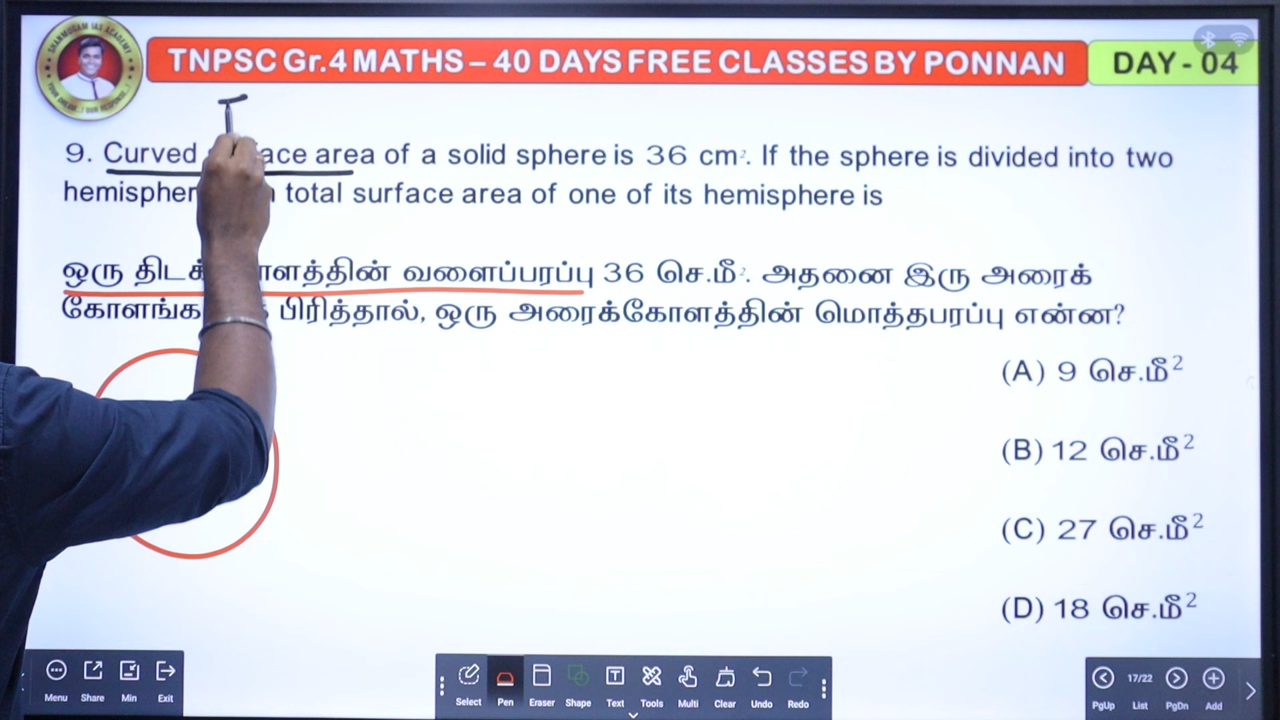 SHANMUGAM IAS ACADEMY
TNPSC Gr.4 MATHS – 40 DAYS FREE CLASSES BY PONNAN
DAY - 04
9. Curved area of a solid sphere is 36 cm². If the sphere is divided into two
total surface area of one of its hemisphere is
ஒரு வளைப்பரப்பு 36 செ.மீ². அதனை இரு அரைக்
பிரித்தால், ஒரு அரைக்கோளத்தின் மொத்தபரப்பு என்ன?
(A) 9 செ.மீ²
(B) 12 செ.மீ²
(C) 27 செ.மீ²
(D) 18 செ.மீ²
Menu Share Min Exit
Select Pen Eraser Shape Text Tools Multi Clear Undo Redo
17/22
PgUp List PgDn Add